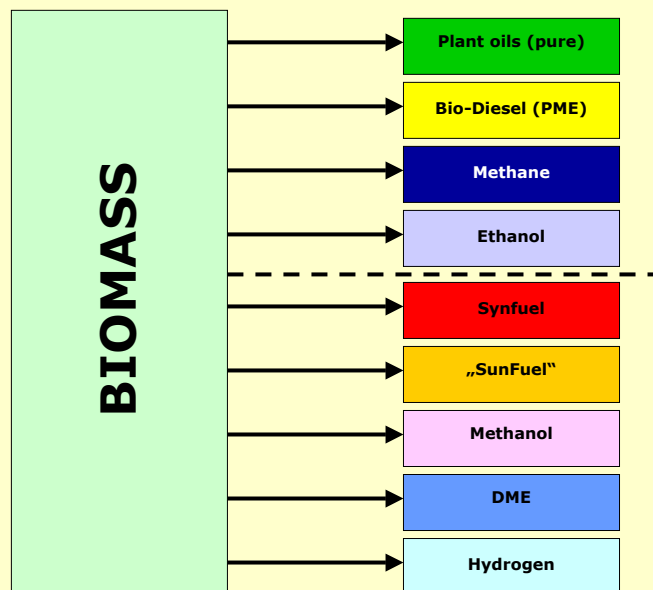 BIOMASS
Plant oils (pure)
Bio-Diesel (PME)
Methane
Ethanol
Synfuel
„SunFuel“
Methanol
DME
Hydrogen